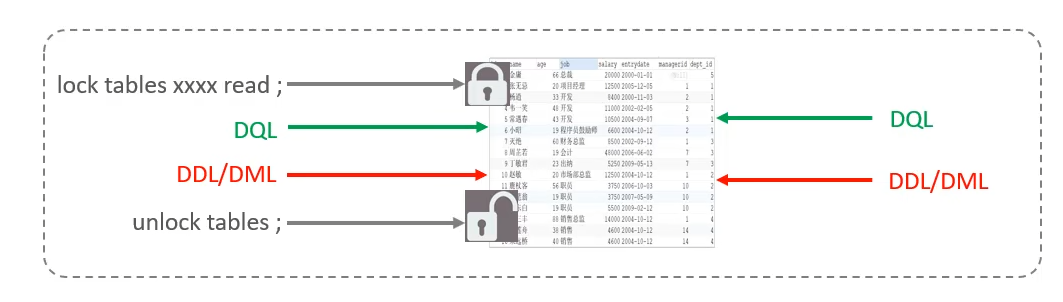 name age job salary entrydate managerid dept_id
lock tables xxxx read ;
金庸 66 总裁 20000 2000-01-01 (Null) 5
张无忌 20 项目经理 12500 2005-12-05 1 1
杨逍 33 开发 8400 2000-11-03 2 1
韦一笑 48 开发 11000 2002-02-05 2 1
5 常遇春 43 开发 10500 2004-09-07 3 1
DQL
DQL
6 小昭 19 程序员鼓励师 6600 2004-10-12 2 1
7 灭绝 60 财务总监 8500 2002-09-12 1 3
8 周芷若 19 会计 48000 2006-06-02 7 3
9 丁敏君 23 出纳 5250 2009-05-13 7 3
DDL/DML
DDL/DML
10 赵敏 20 市场部总监 12500 2004-10-12 1 2
11 鹿杖客 56 职员 3750 2006-10-03 10 2
19 职员 3750 2007-05-09 10 2
19 职员 5500 2009-02-12 10 2
unlock tables ;
88 销售总监 14000 2004-10-12 1 4
38 销售 4600 2004-10-12 14 4
40 销售 4600 2004-10-12 14 4